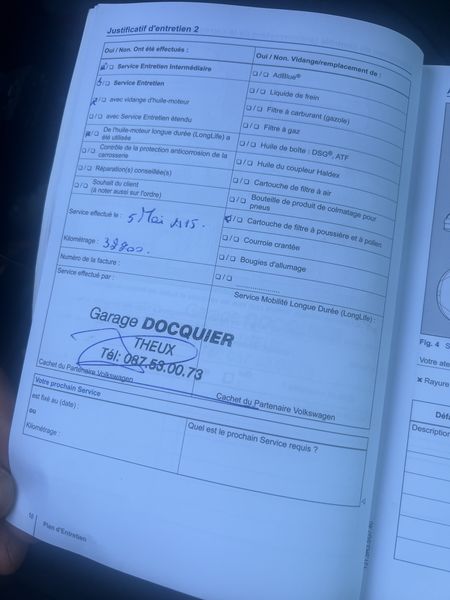 Justificatif d'entretien 2
Oui / Non. Ont été effectués :
☐/☐ Service Entretien Intermédiaire
☐/☐ Service Entretien
☐/☐ avec vidange d'huile-moteur
☐/☐ avec Service Entretien étendu
☐/☐ De l'huile-moteur longue durée (LongLife) a
été utilisée
☐/☐ Contrôle de la protection anticorrosion de la
carrosserie
☐/☐ Réparation(s) conseillée(s)
☐/☐ Souhait du client
(à noter aussi sur l'ordre)
Service effectué le : 5 Mai 2015.
Kilométrage :
Numéro de la facture :
Service effectué par :
Oui / Non. Vidange/remplacement de :
☐/☐ AdBlue®
☐/☐ Liquide de frein
☐/☐ Filtre à carburant (gazole)
☐/☐ Filtre à gaz
☐/☐ Huile de boîte : DSG®, ATF
☐/☐ Huile du coupleur Haldex
☐/☐ Cartouche de filtre à air
☐/☐ Bouteille de produit de colmatage pour
pneus
☐/☐ Cartouche de filtre à poussière et à pollen
☐/☐ Courroie crantée
☐/☐ Bougies d'allumage
☐/☐ ....................
Service Mobilité Longue Durée (LongLife) :
Garage DOCQUIER
THEUX
Tél: 087.53.00.73
Cachet du Partenaire Volkswagen
Cachet du Partenaire Volkswagen
Votre prochain Service
est fixé au (date) :
ou
Kilométrage :
Quel est le prochain Service requis ?
Plan d'Entretien
Fig. 4
Votre ate
✖ Rayure
Défa
Description